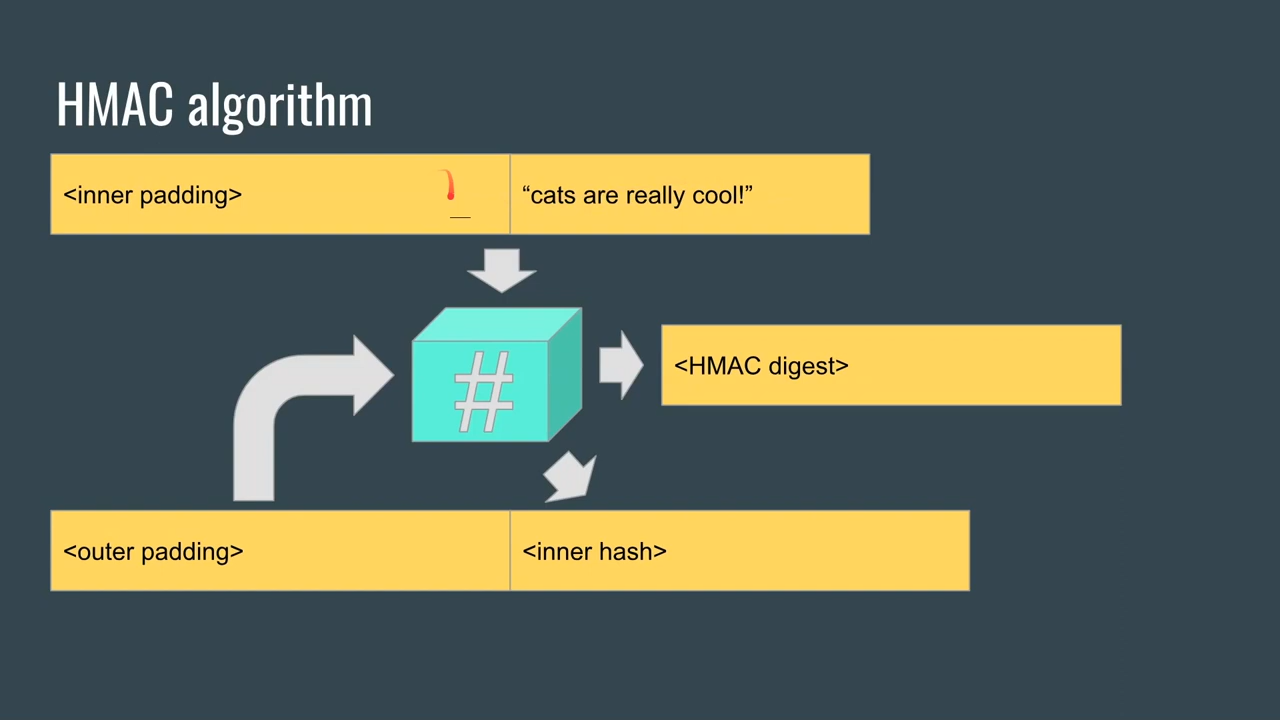 HMAC algorithm
<inner padding>
“cats are really cool!”
#
<HMAC digest>
<outer padding>
<inner hash>